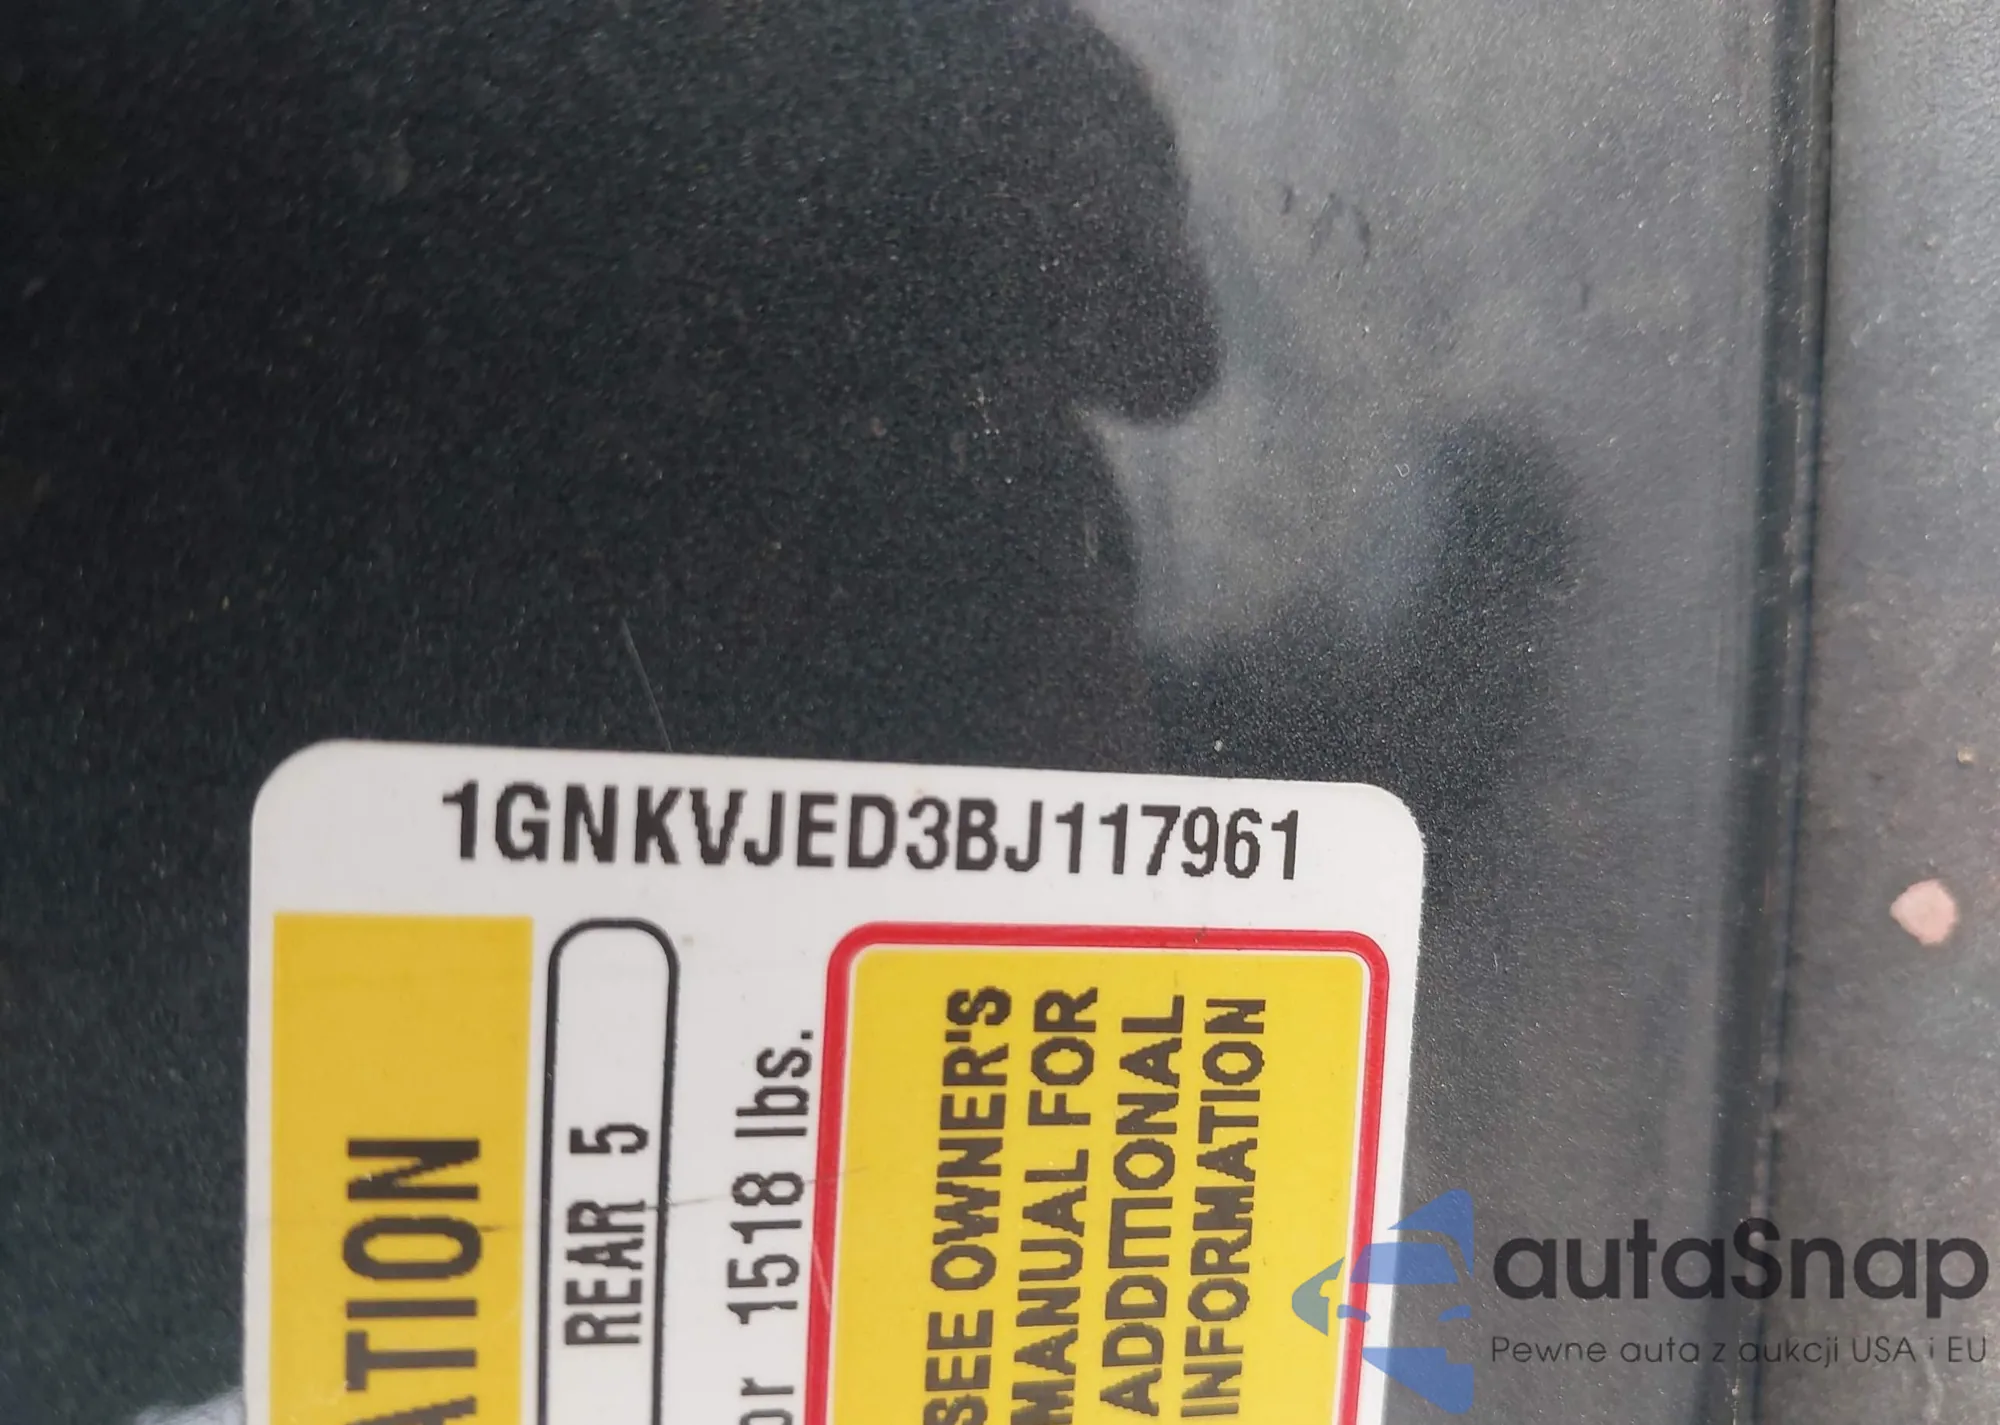 1GNKVJED3BJ117961
ATION
REAR 5
or 1518 lbs.
SEE OWNER'S
MANUAL FOR
ADDITIONAL
INFORMATION
autaSnap
Pewne auta z aukcji USA i EU